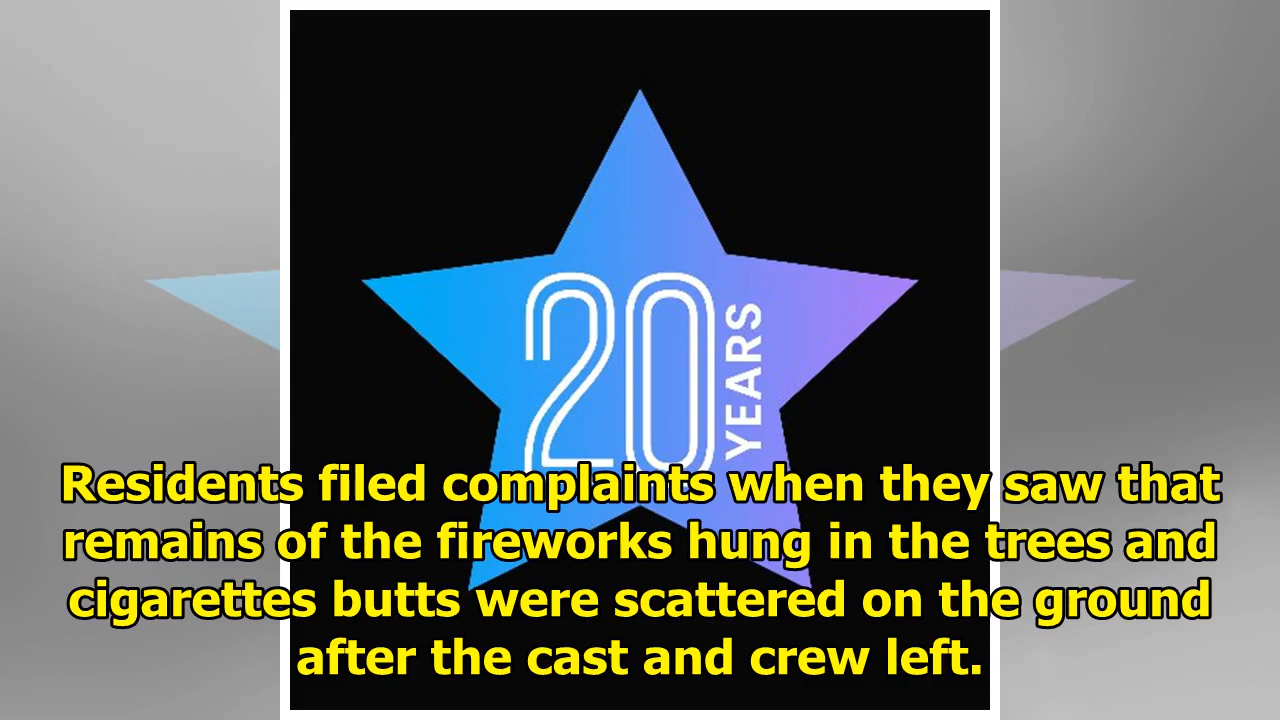 20
YEARS
Residents filed complaints when they saw that
remains of the fireworks hung in the trees and
cigarettes butts were scattered on the ground
after the cast and crew left.